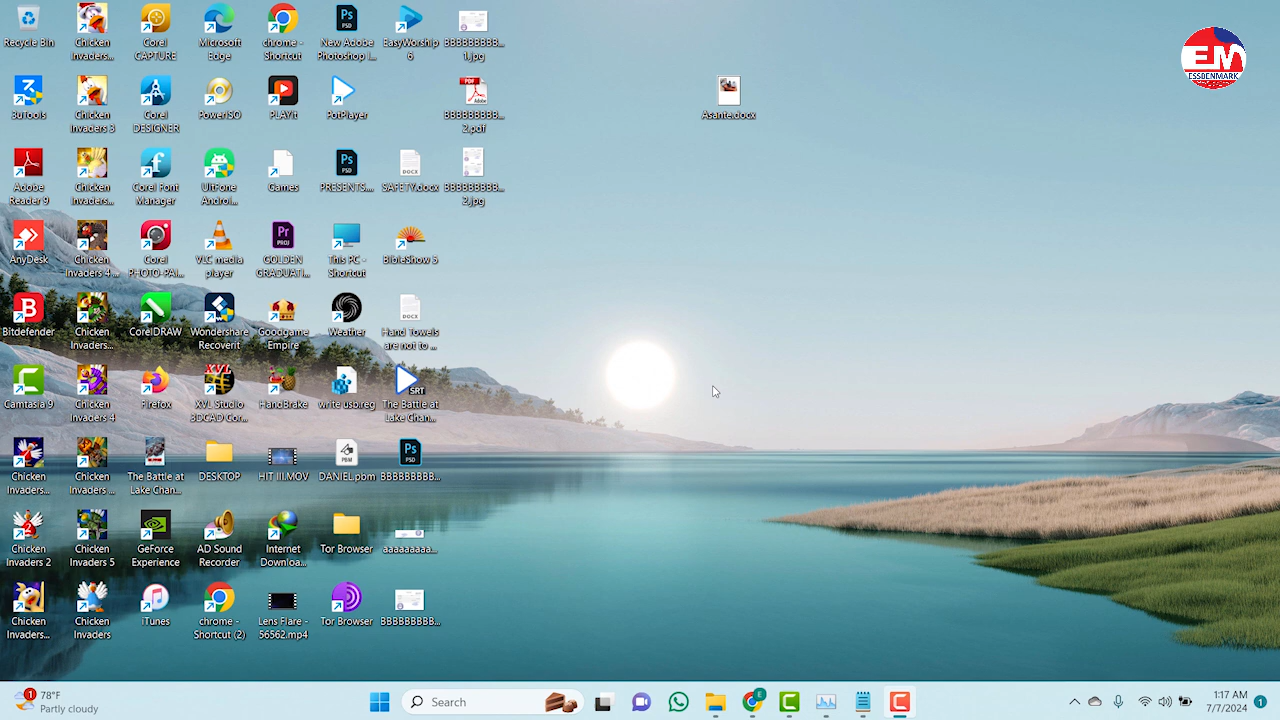 Recycle Bin
Chicken
Invaders...
Corel
CAPTURE
Microsoft
Edge
chrome -
Shortcut
New Adobe
Photoshop I...
EasyWorship
6
BBBBBBBBB...
1.jpg
EM
ESSDENMARK
3uTools
Chicken
Invaders 3
Corel
DESIGNER
PowerISO
PLAYit
PotPlayer
BBBBBBBBB...
2.pdf
Asante.docx
Adobe
Reader 9
Chicken
Invaders...
Corel Font
Manager
UltFone
Androi...
Games
PRESENTS....
SAFETY.docx
BBBBBBBBB...
2.jpg
AnyDesk
Chicken
Invaders 4...
Corel
PHOTO-PAI...
VLC media
player
GOLDEN
GRADUATI...
This PC -
Shortcut
BibleShow 3
Bitdefender
Chicken
Invaders...
CorelDRAW
Wondershare
Recoverit
Goodgame
Empire
Weather
Hand Towels
are not to ...
Camtasia 9
Chicken
Invaders 4
Firefox
XVL Studio
3DCAD Cor...
HandBrake
write usb.reg
The Battle at
Lake Chan...
Chicken
Invaders...
Chicken
Invaders ...
The Battle at
Lake Chan...
DESKTOP
HIT III.MOV
DANIEL.pbm
BBBBBBBBB...
Chicken
Invaders 2
Chicken
Invaders 5
GeForce
Experience
AD Sound
Recorder
Internet
Downloa...
Tor Browser
aaaaaaaaa...
Chicken
Invaders...
Chicken
Invaders
iTunes
chrome -
Shortcut (2)
Lens Flare -
56562.mp4
Tor Browser
BBBBBBBBB...
1
78°F
Partly cloudy
Search
1:17 AM
7/7/2024
1